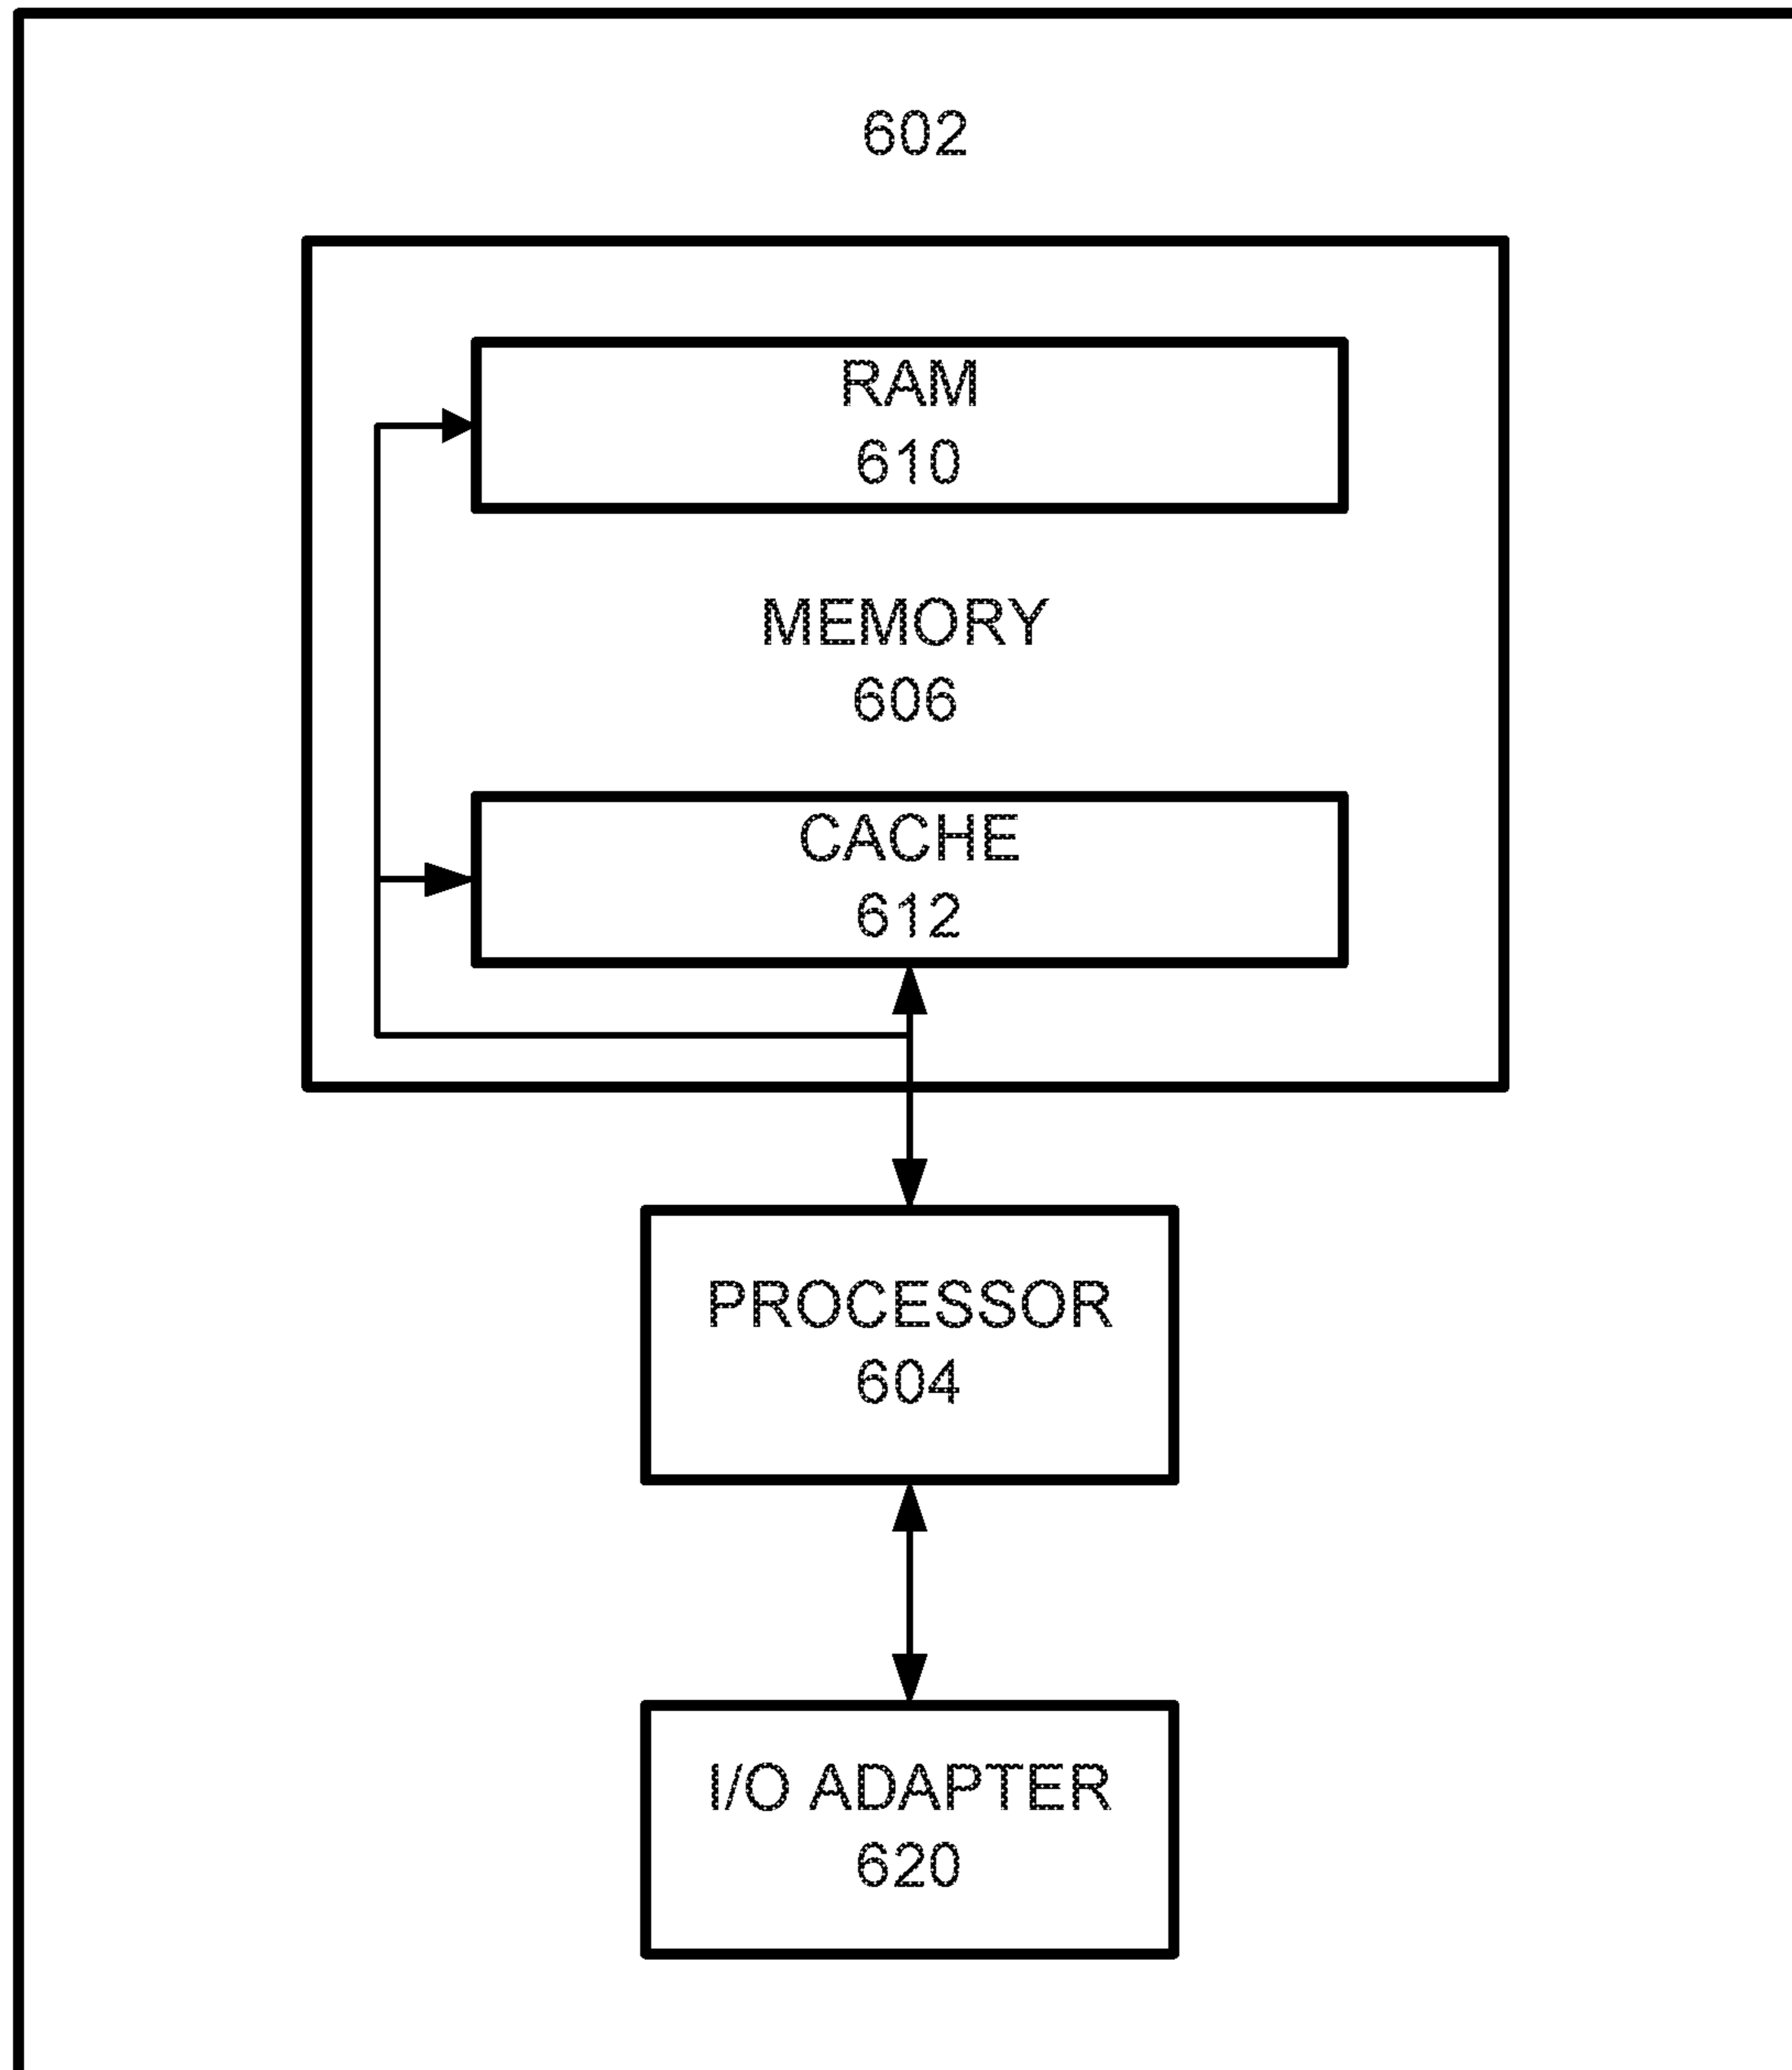 602
RAM
610
MEMORY
606
CACHE
612
PROCESSOR
604
I/O ADAPTER
620